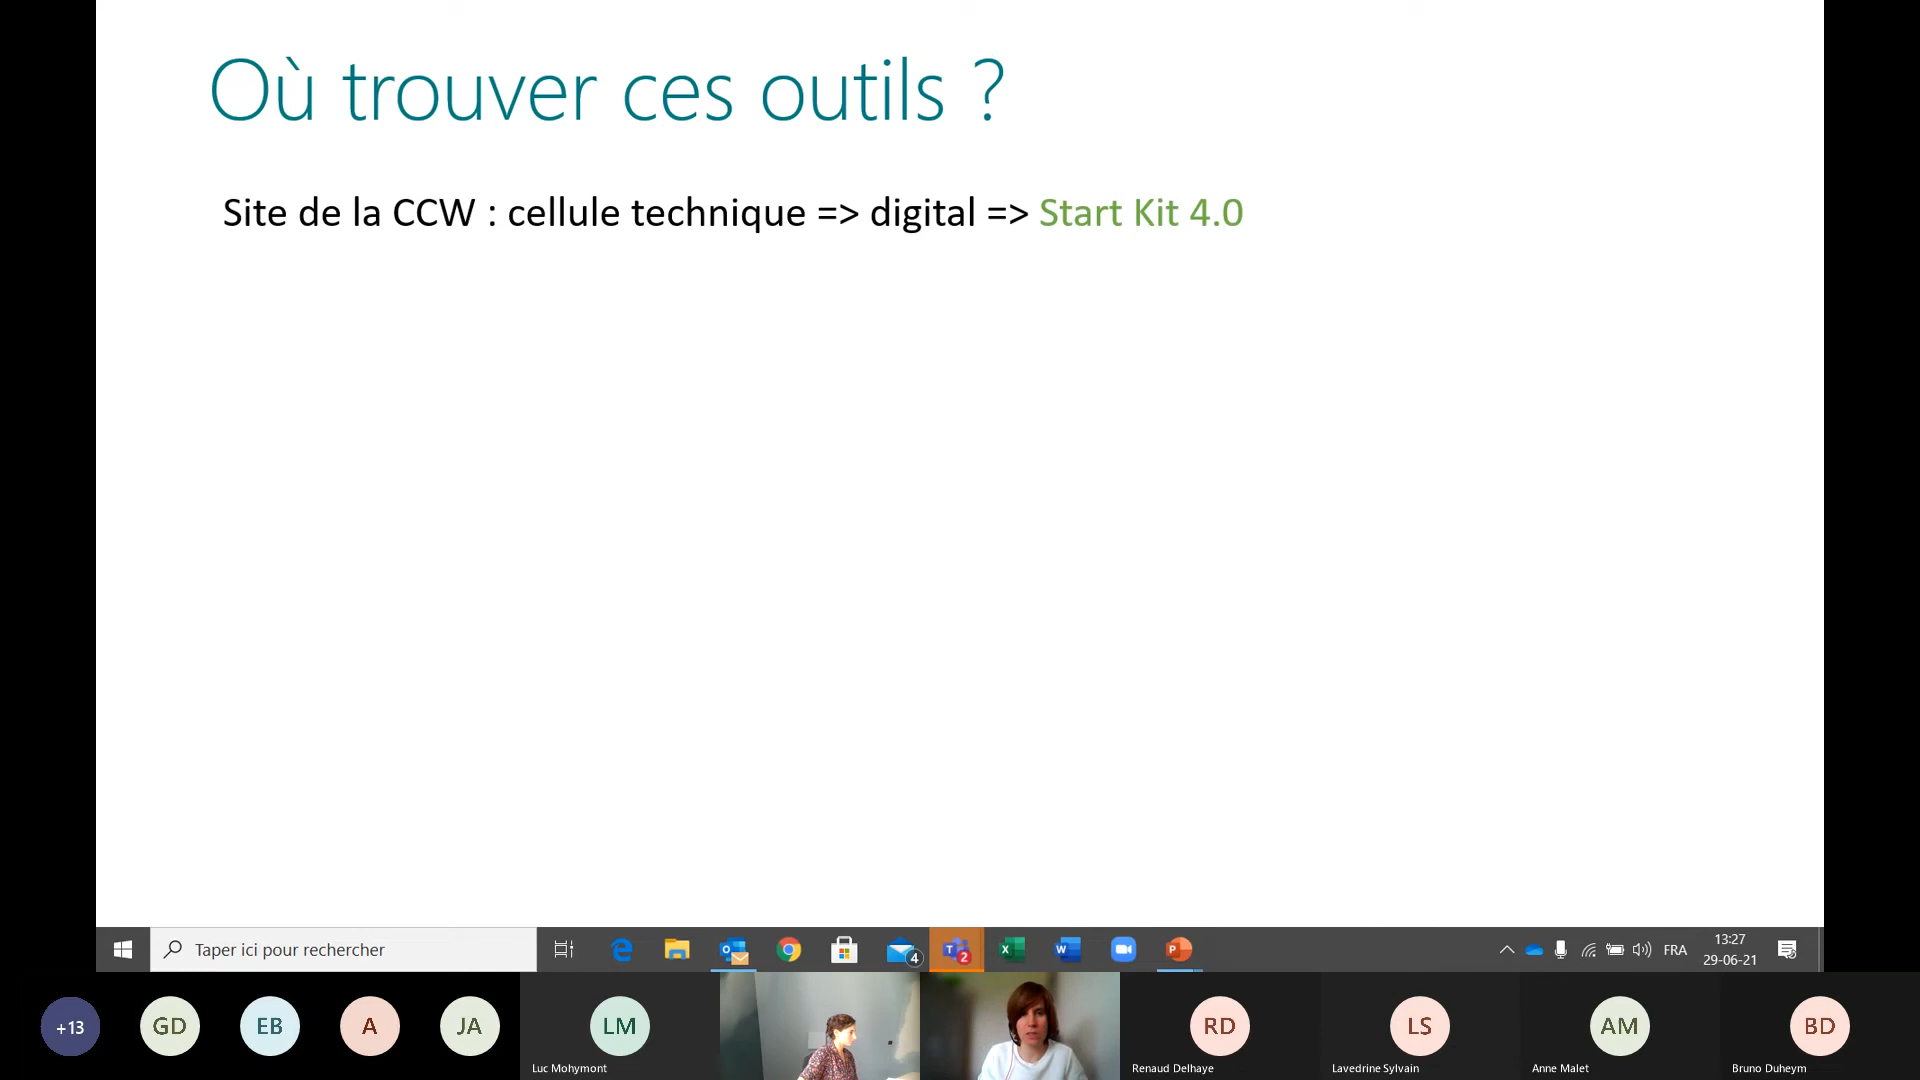 Où trouver ces outils ?
Site de la CCW : cellule technique => digital => Start Kit 4.0
Taper ici pour rechercher
4
2
FRA
13:27
29-06-21
+13
GD
EB
A
JA
LM
RD
LS
AM
BD
Luc Mohymont
Renaud Delhaye
Lavedrine Sylvain
Anne Malet
Bruno Duheym